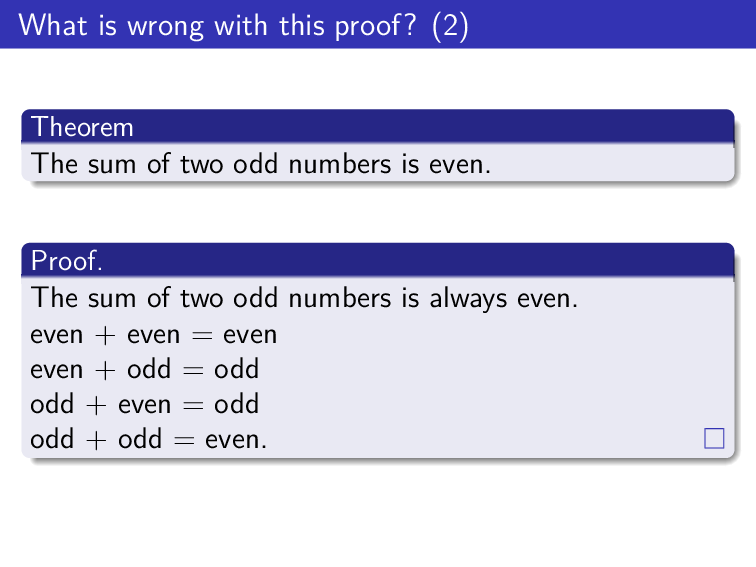 What is wrong with this proof? (2)
Theorem
The sum of two odd numbers is even.
Proof.
The sum of two odd numbers is always even.
even + even = even
even + odd = odd
odd + even = odd
odd + odd = even.